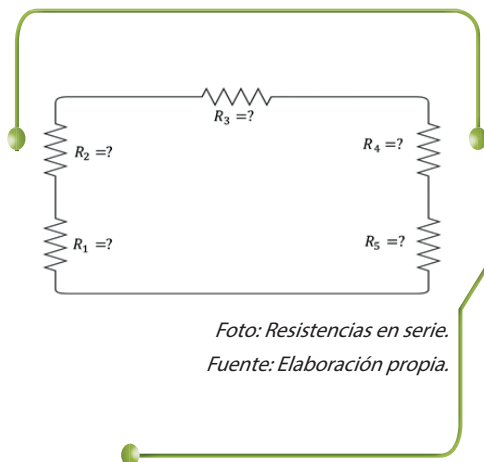 R₃ =?
R₂ =?
R₄ =?
R₁ =?
R₅ =?
Foto: Resistencias en serie.
Fuente: Elaboración propia.